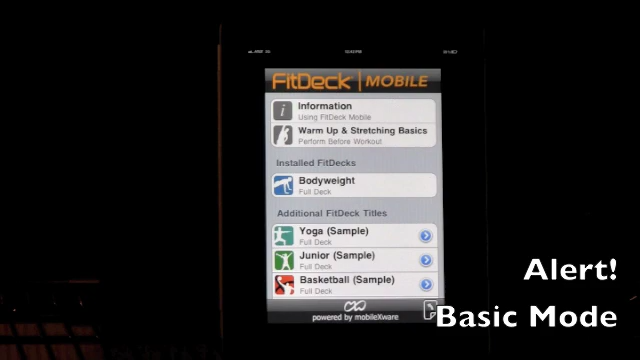 FitDeck | MOBILE
Information
Using FitDeck Mobile
Warm Up & Stretching Basics
Perform Before Workout
Installed FitDecks
Bodyweight
Full Deck
Additional FitDeck Titles
Yoga (Sample)
Full Deck
Junior (Sample)
Full Deck
Basketball (Sample)
Full Deck
powered by mobileXware
Alert!
Basic Mode